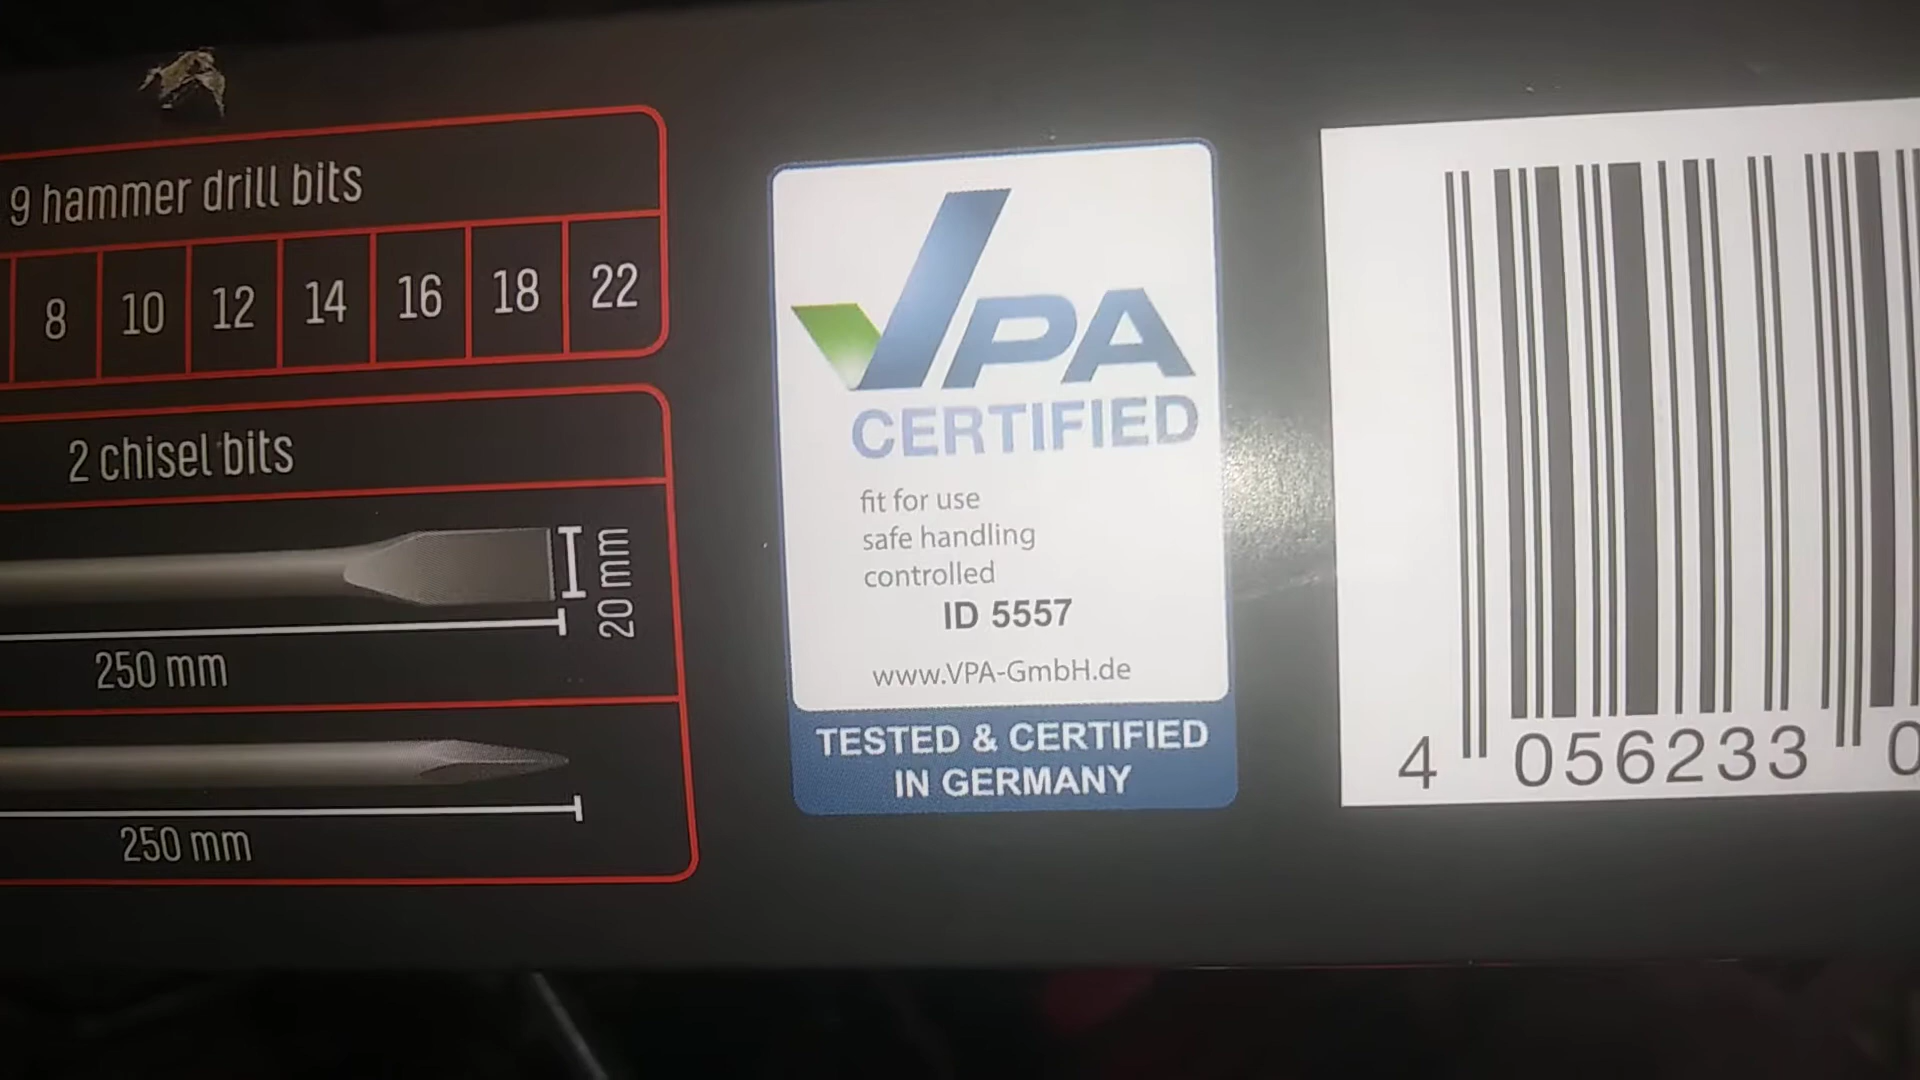 9 hammer drill bits
8 10 12 14 16 18 22
2 chisel bits
20 mm
250 mm
250 mm
VPA
CERTIFIED
fit for use
safe handling
controlled
ID 5557
www.VPA-GmbH.de
TESTED & CERTIFIED
IN GERMANY
4 056233 0